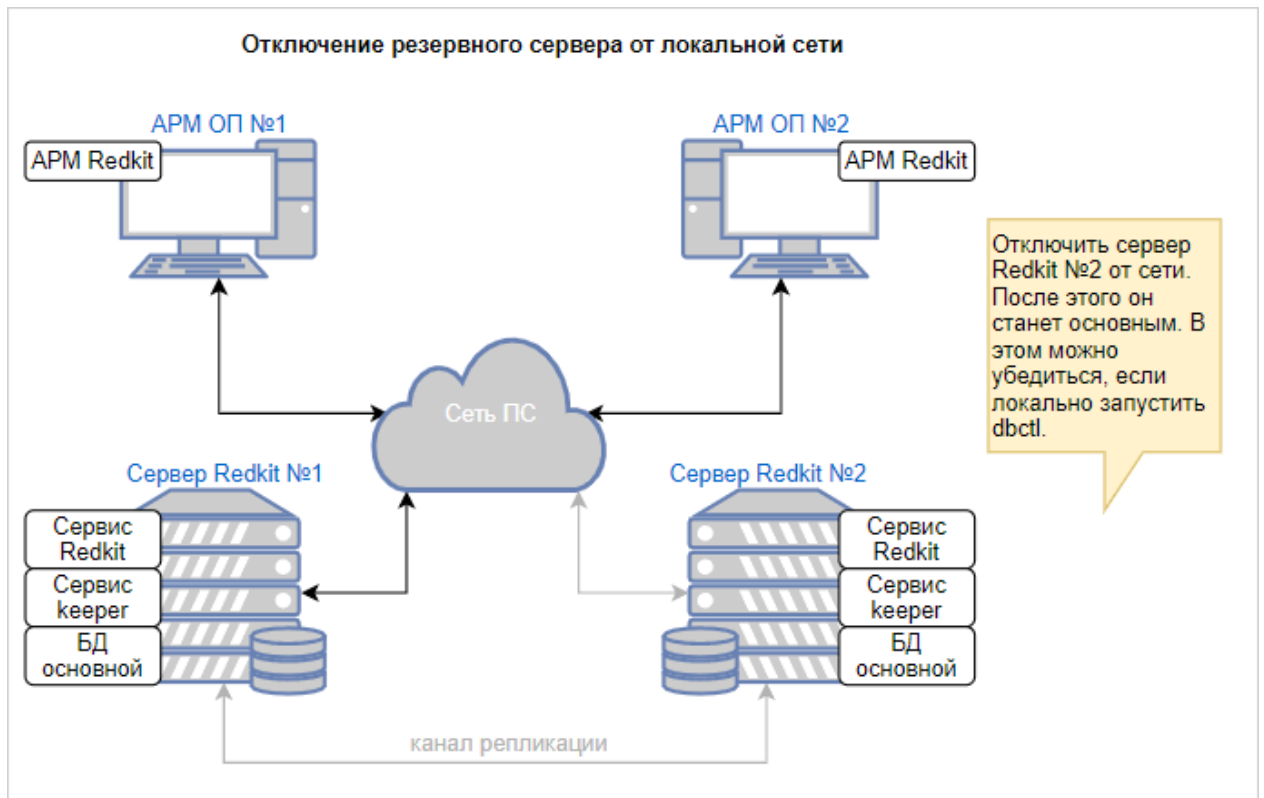 Отключение резервного сервера от локальной сети
АРМ ОП №1
АРМ Redkit
АРМ ОП №2
АРМ Redkit
Отключить сервер
Redkit №2 от сети.
После этого он
станет основным. В
этом можно
убедиться, если
локально запустить
dbctl.
Сеть ПС
Сервер Redkit №1
Сервис
Redkit
Сервис
keeper
БД
основной
Сервер Redkit №2
Сервис
Redkit
Сервис
keeper
БД
основной
канал репликации